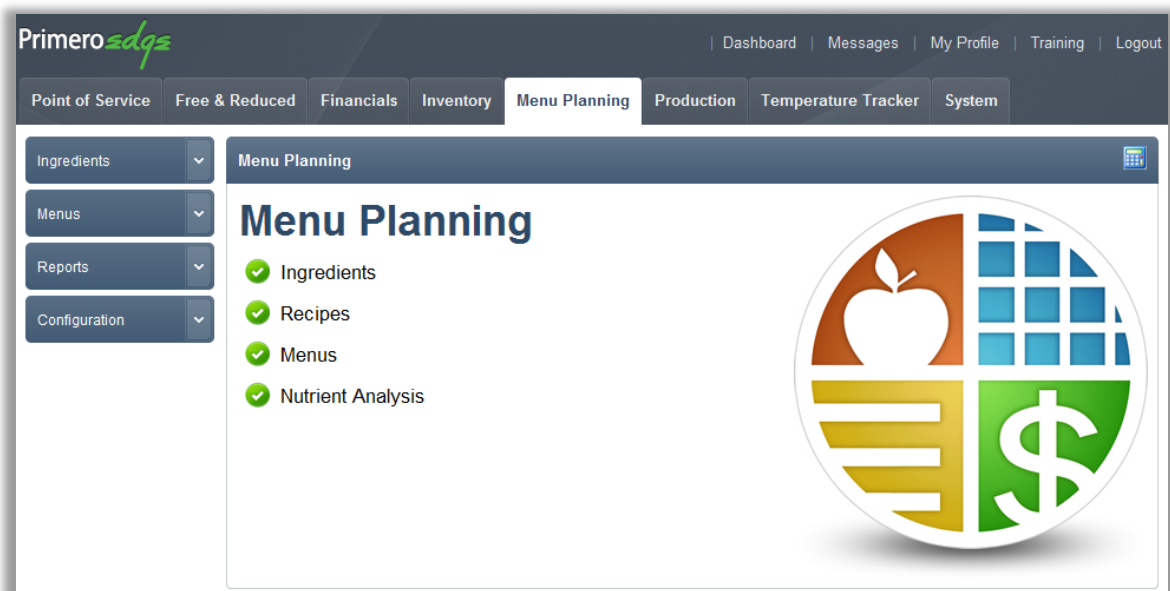 Primero edge
| Dashboard | Messages | My Profile | Training | Logout
Point of Service Free & Reduced Financials Inventory Menu Planning Production Temperature Tracker System
Ingredients
Menus
Reports
Configuration
Menu Planning
Menu Planning
Ingredients
Recipes
Menus
Nutrient Analysis
$